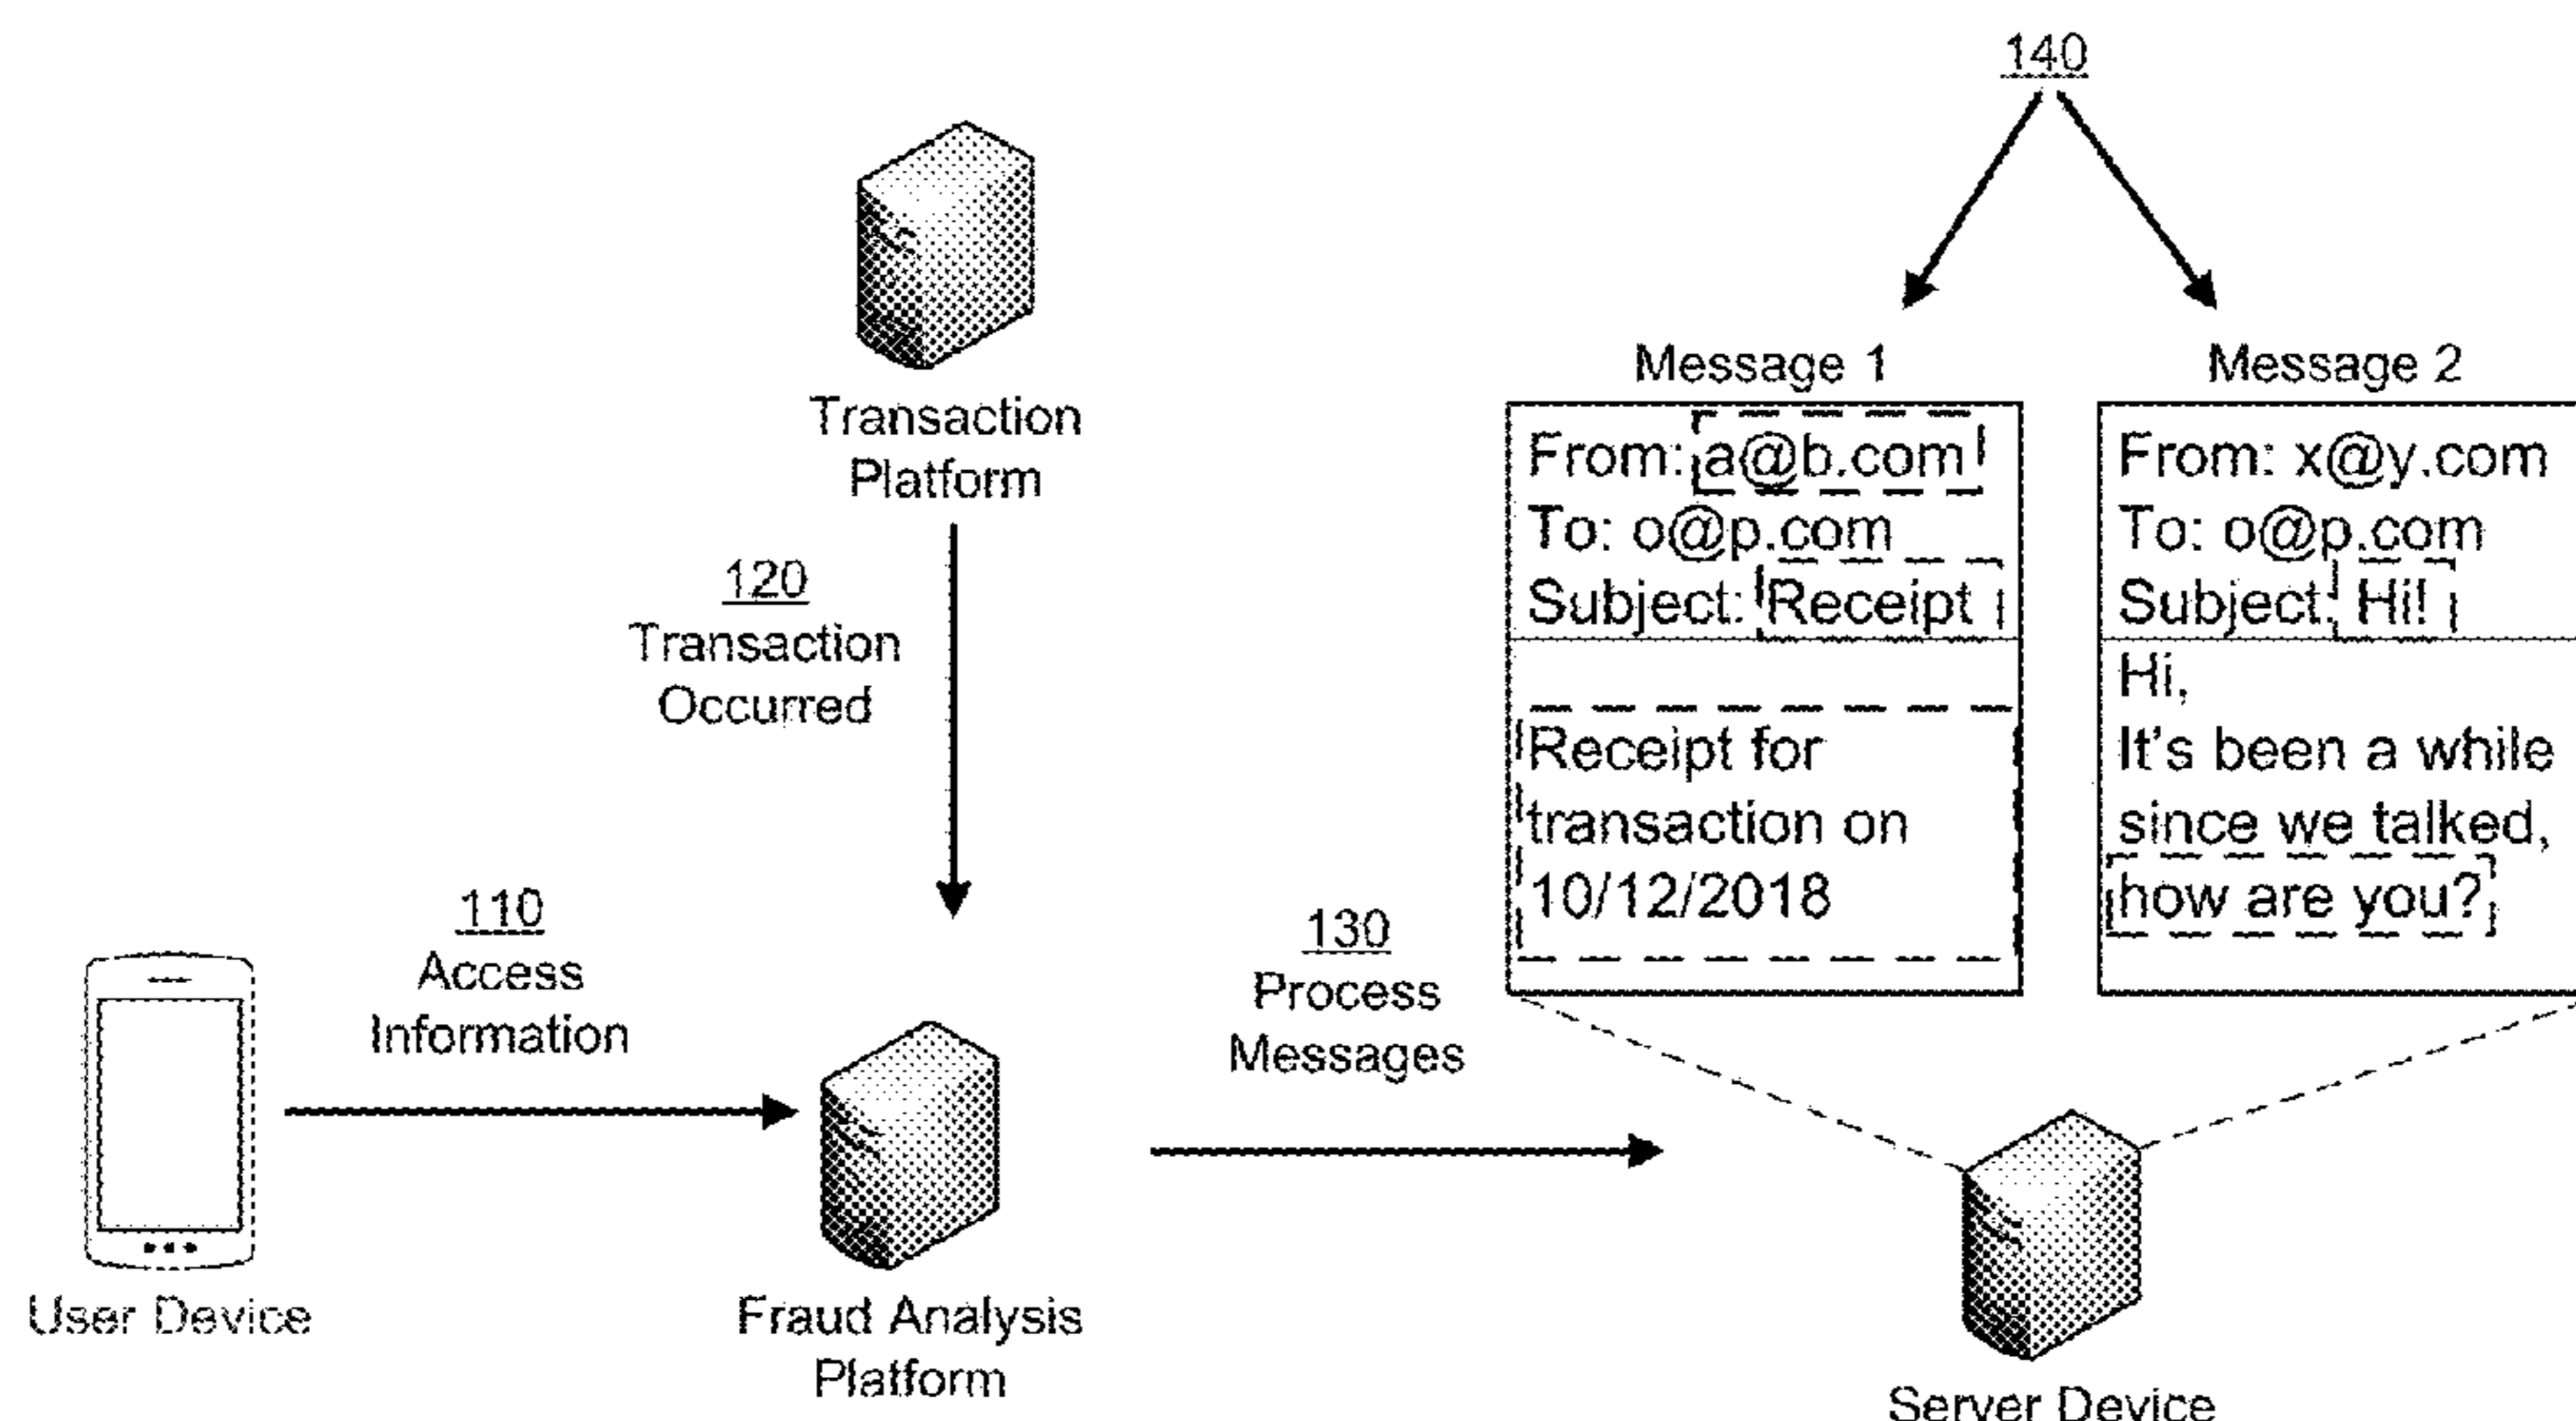 140
Transaction
Platform
Message 1
From: a@b.com
To: o@p.com
Subject: Receipt
Receipt for
transaction on
10/12/2018
Message 2
From: x@y.com
To: o@p.com
Subject: Hi!
Hi,
It's been a while
since we talked,
how are you?
120
Transaction
Occurred
110
Access
Information
130
Process
Messages
User Device
Fraud Analysis
Platform
Server Device